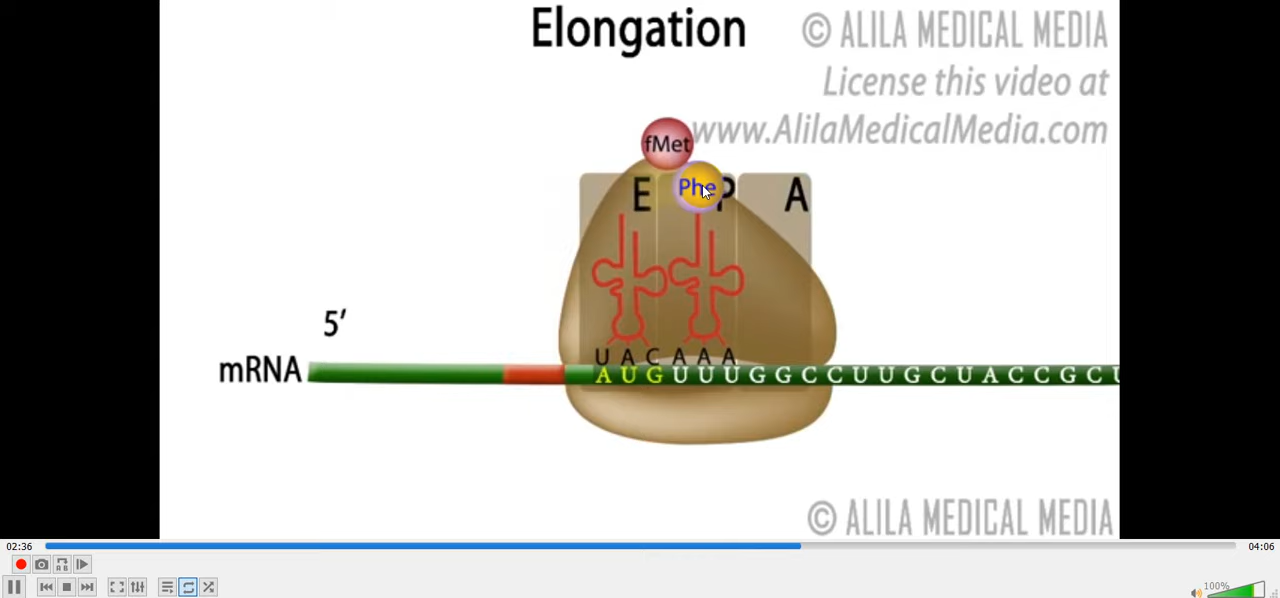 Elongation
© ALILA MEDICAL MEDIA
License this video at
www.AlilaMedicalMedia.com
fMet
Phe
E P A
5′
mRNA
U A C A A A
A U G U U U G G C C U U G C U A C C G C U
© ALILA MEDICAL MEDIA
02:36
04:06
100%